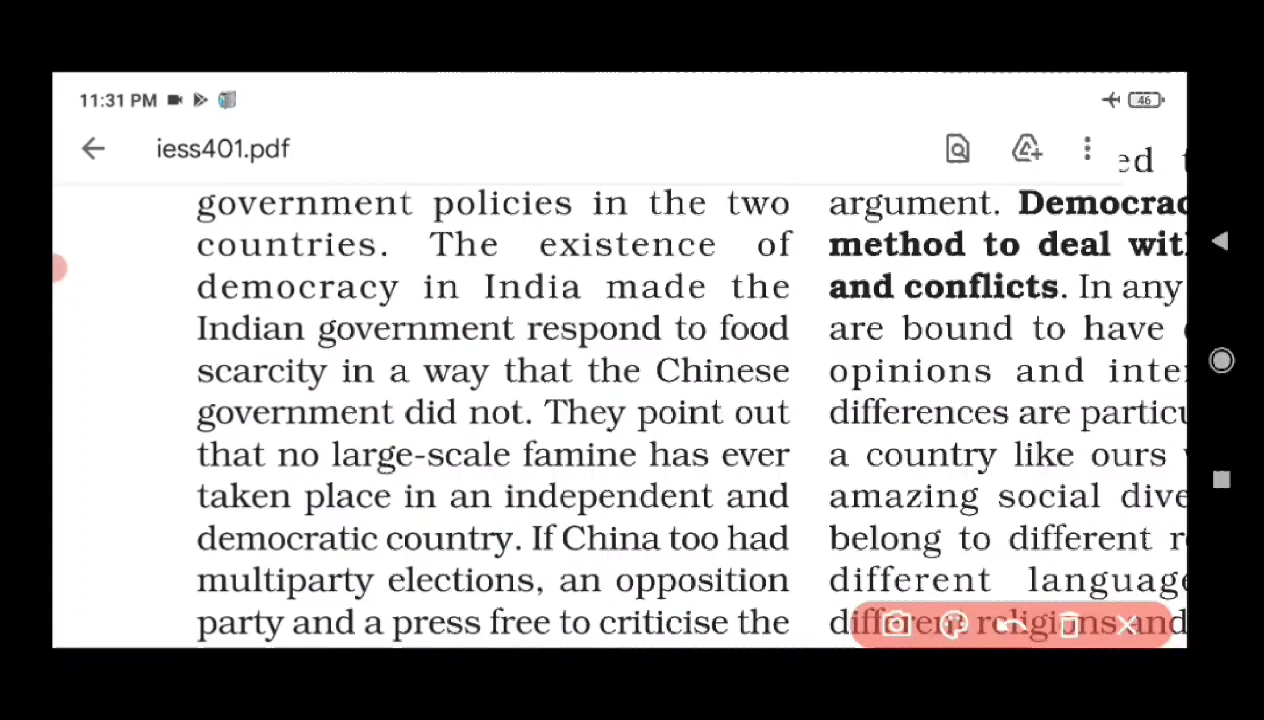 11:31 PM
46
iess401.pdf
government policies in the two
countries. The existence of
democracy in India made the
Indian government respond to food
scarcity in a way that the Chinese
government did not. They point out
that no large-scale famine has ever
taken place in an independent and
democratic country. If China too had
multiparty elections, an opposition
party and a press free to criticise the
ed
argument. Democrac
method to deal wit
and conflicts. In any
are bound to have
opinions and inte
differences are particu
a country like ours
amazing social dive
belong to different r
different language
different religions and